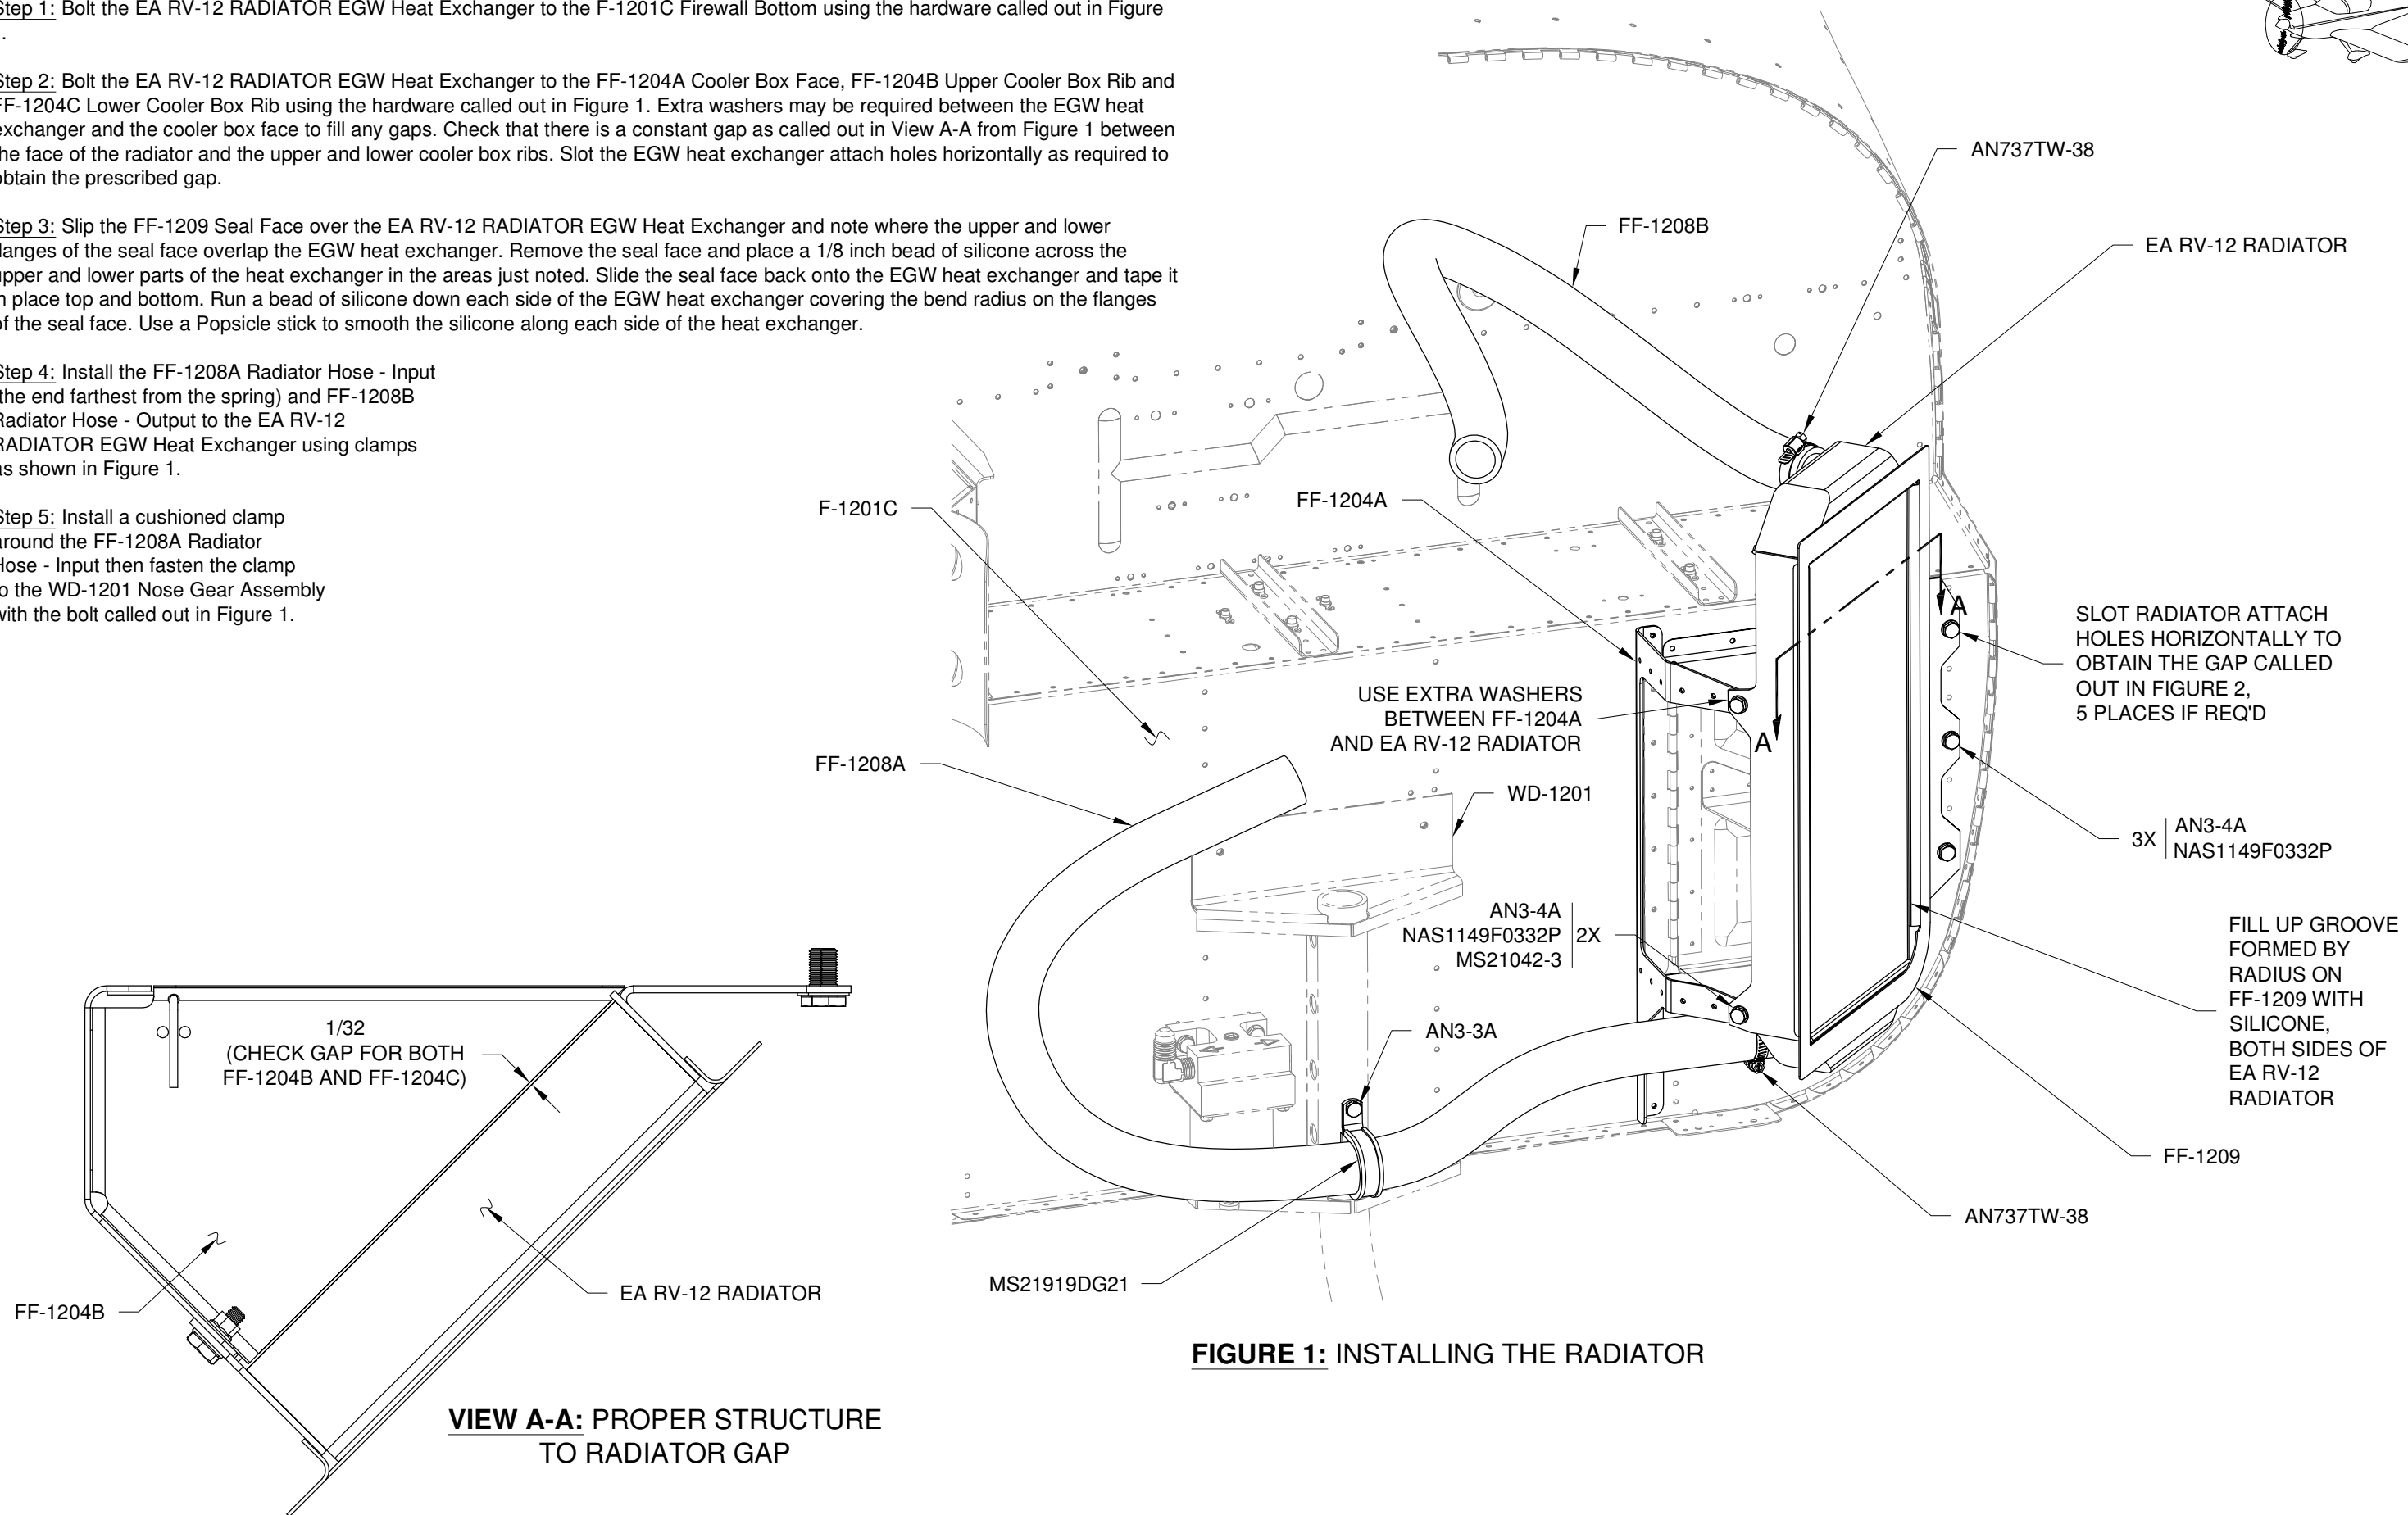 Step 1: Bolt the EA RV-12 RADIATOR EGW Heat Exchanger to the F-1201C Firewall Bottom using the hardware called out in Figure
.
Step 2: Bolt the EA RV-12 RADIATOR EGW Heat Exchanger to the FF-1204A Cooler Box Face, FF-1204B Upper Cooler Box Rib and
FF-1204C Lower Cooler Box Rib using the hardware called out in Figure 1. Extra washers may be required between the EGW heat
exchanger and the cooler box face to fill any gaps. Check that there is a constant gap as called out in View A-A from Figure 1 between
the face of the radiator and the upper and lower cooler box ribs. Slot the EGW heat exchanger attach holes horizontally as required to
obtain the prescribed gap.
Step 3: Slip the FF-1209 Seal Face over the EA RV-12 RADIATOR EGW Heat Exchanger and note where the upper and lower
flanges of the seal face overlap the EGW heat exchanger. Remove the seal face and place a 1/8 inch bead of silicone across the
upper and lower parts of the heat exchanger in the areas just noted. Slide the seal face back onto the EGW heat exchanger and tape it
in place top and bottom. Run a bead of silicone down each side of the EGW heat exchanger covering the bend radius on the flanges
of the seal face. Use a Popsicle stick to smooth the silicone along each side of the heat exchanger.
Step 4: Install the FF-1208A Radiator Hose - Input
(the end farthest from the spring) and FF-1208B
Radiator Hose - Output to the EA RV-12
RADIATOR EGW Heat Exchanger using clamps
as shown in Figure 1.
Step 5: Install a cushioned clamp
around the FF-1208A Radiator
Hose - Input then fasten the clamp
to the WD-1201 Nose Gear Assembly
with the bolt called out in Figure 1.
AN737TW-38
FF-1208B
EA RV-12 RADIATOR
F-1201C
FF-1204A
A
A
SLOT RADIATOR ATTACH
HOLES HORIZONTALLY TO
OBTAIN THE GAP CALLED
OUT IN FIGURE 2,
5 PLACES IF REQ'D
USE EXTRA WASHERS
BETWEEN FF-1204A
AND EA RV-12 RADIATOR
FF-1208A
WD-1201
3X
AN3-4A
NAS1149F0332P
AN3-4A
NAS1149F0332P
MS21042-3
2X
FILL UP GROOVE
FORMED BY
RADIUS ON
FF-1209 WITH
SILICONE,
BOTH SIDES OF
EA RV-12
RADIATOR
AN3-3A
FF-1209
AN737TW-38
MS21919DG21
FIGURE 1: INSTALLING THE RADIATOR
1/32
(CHECK GAP FOR BOTH
FF-1204B AND FF-1204C)
EA RV-12 RADIATOR
FF-1204B
VIEW A-A: PROPER STRUCTURE
TO RADIATOR GAP